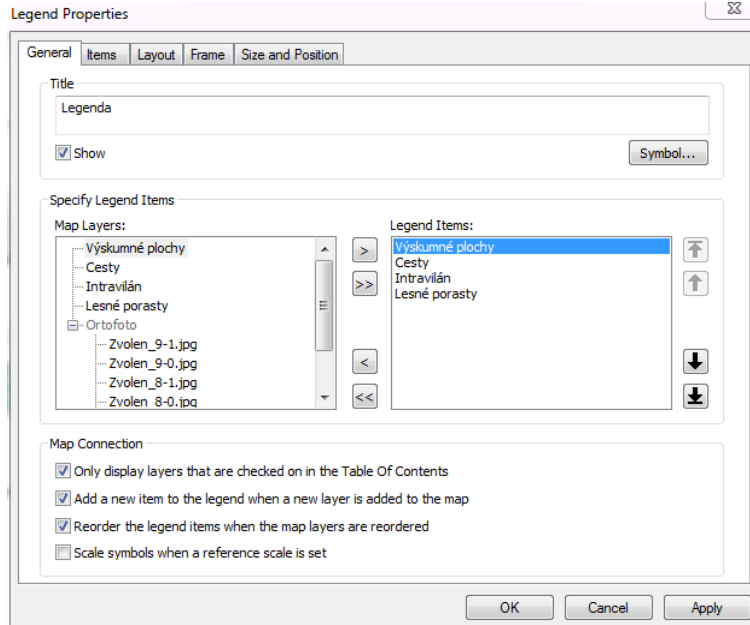 Legend Properties
General Items Layout Frame Size and Position
Title
Legenda
Show
Symbol...
Specify Legend Items
Map Layers:
Výskumné plochy
Cesty
Intravilán
Lesné porasty
Ortofoto
Zvolen_9-1.jpg
Zvolen_9-0.jpg
Zvolen_8-1.jpg
Zvolen_8-0.jpg
>
>>
<
<<
Legend Items:
Výskumné plochy
Cesty
Intravilán
Lesné porasty
Map Connection
Only display layers that are checked on in the Table Of Contents
Add a new item to the legend when a new layer is added to the map
Reorder the legend items when the map layers are reordered
Scale symbols when a reference scale is set
OK Cancel Apply